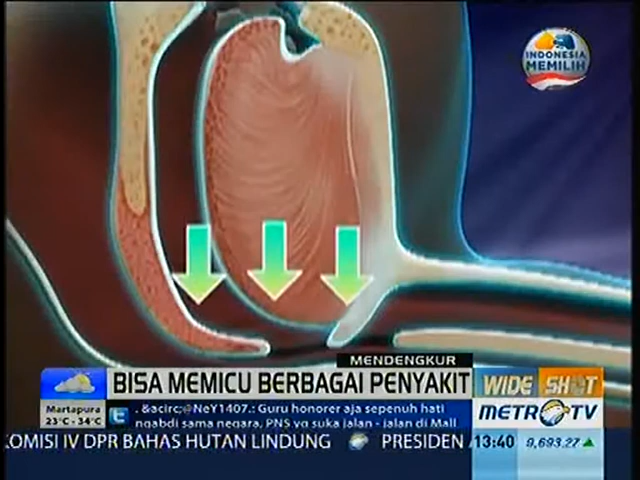 INDONESIA
MEMILIH
MENDENGKUR
BISA MEMICU BERBAGAI PENYAKIT
WIDE SHOT
Martapura
23°C - 34°C
. &acirc;@NeY1407.: Guru honorer aja sepenuh hati
ngabdi sama negara, PNS yg suka jalan - jalan di Mall
METRO TV
KOMISI IV DPR BAHAS HUTAN LINDUNG
PRESIDEN
13:40
9,693.27